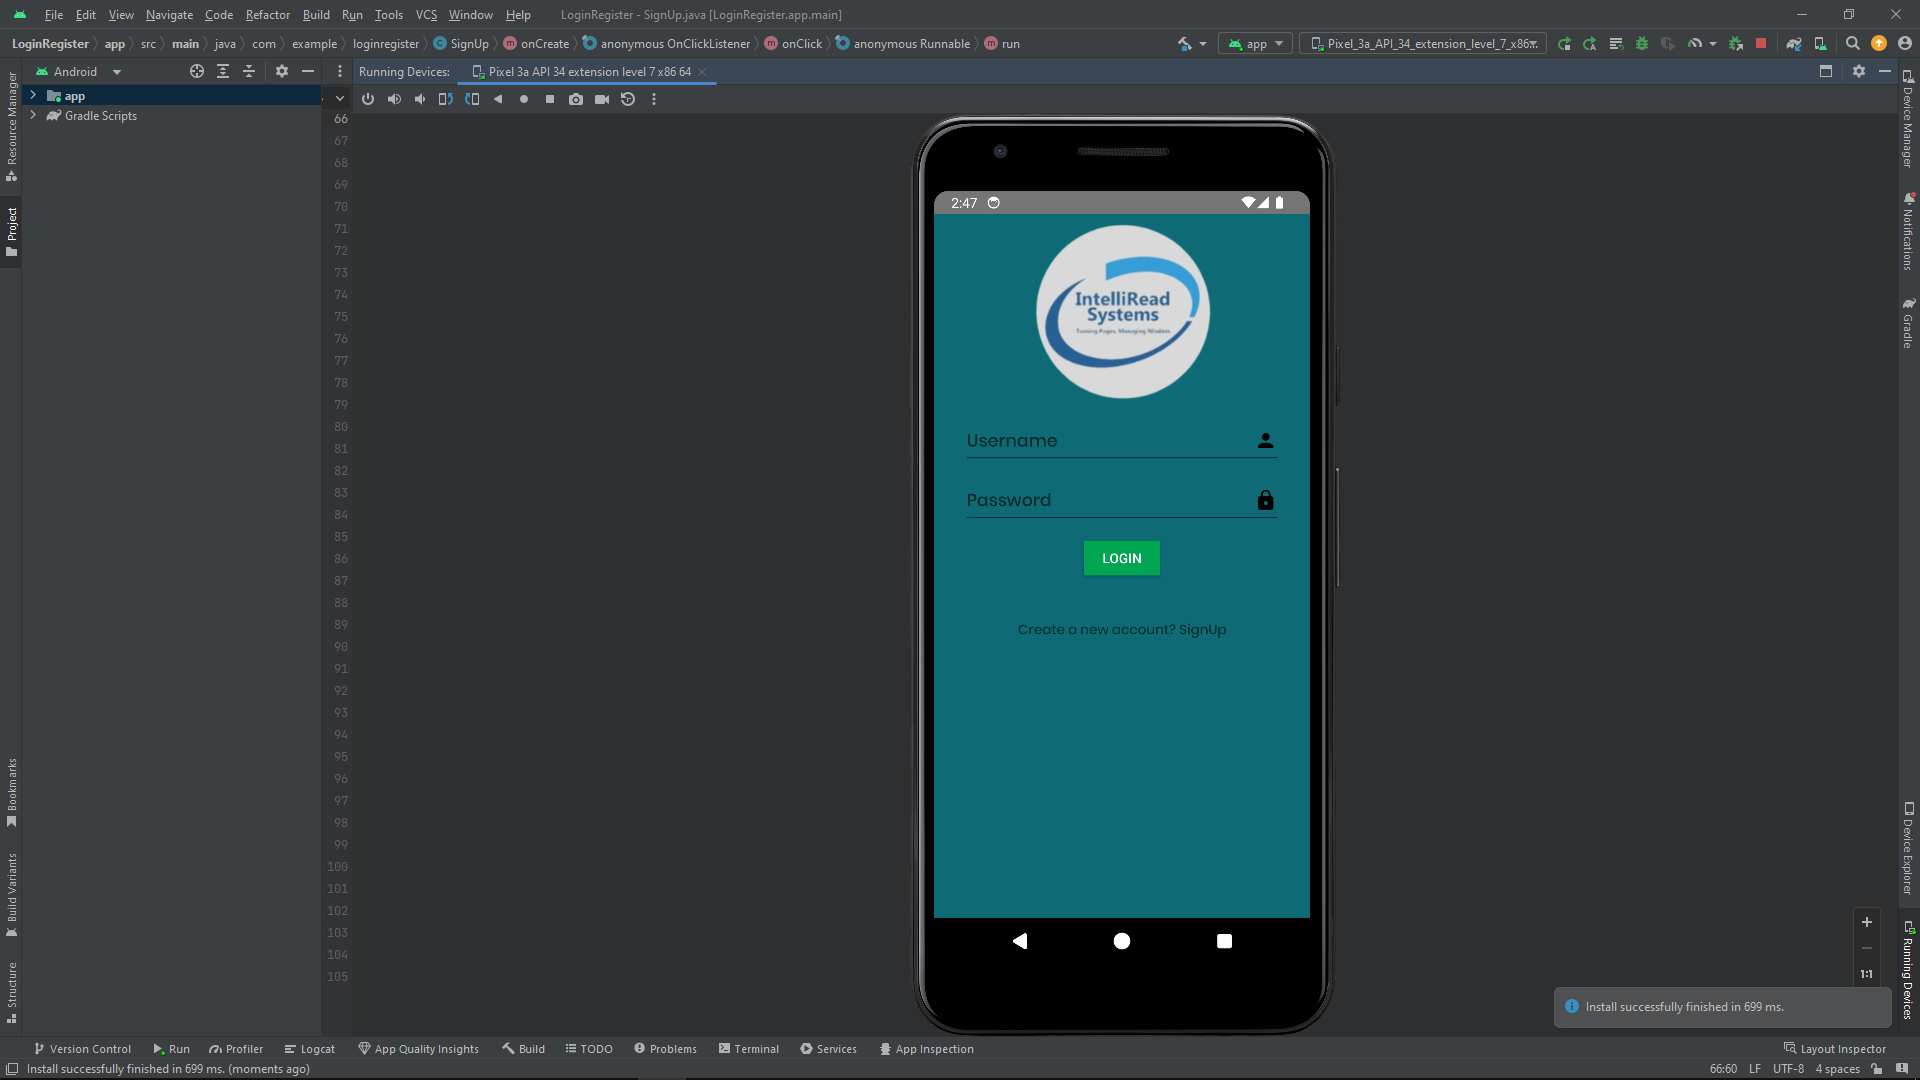 File Edit View Navigate Code Refactor Build Run Tools VCS Window Help LoginRegister - SignUp.java [LoginRegister.app.main]
LoginRegister app src main java com example loginregister SignUp onCreate anonymous OnClickListener onClick anonymous Runnable run app Pixel_3a_API_34_extension_level_7_x86
Android Running Devices: Pixel 3a API 34 extension level 7 x86 64
app
Gradle Scripts
Resource Manager
Project
Bookmarks
Build Variants
Structure
66
67
68
69
70
71
72
73
74
75
76
77
78
79
80
81
82
83
84
85
86
87
88
89
90
91
92
93
94
95
96
97
98
99
100
101
102
103
104
105
2:47
IntelliRead
Systems
Turning Pages, Managing Wisdom
Username
Password
LOGIN
Create a new account? SignUp
Device Manager
Notifications
Gradle
Device Explorer
Running Devices
1:1
Install successfully finished in 699 ms.
Version Control Run Profiler Logcat App Quality Insights Build TODO Problems Terminal Services App Inspection Layout Inspector
Install successfully finished in 699 ms. (moments ago) 66:60 LF UTF-8 4 spaces